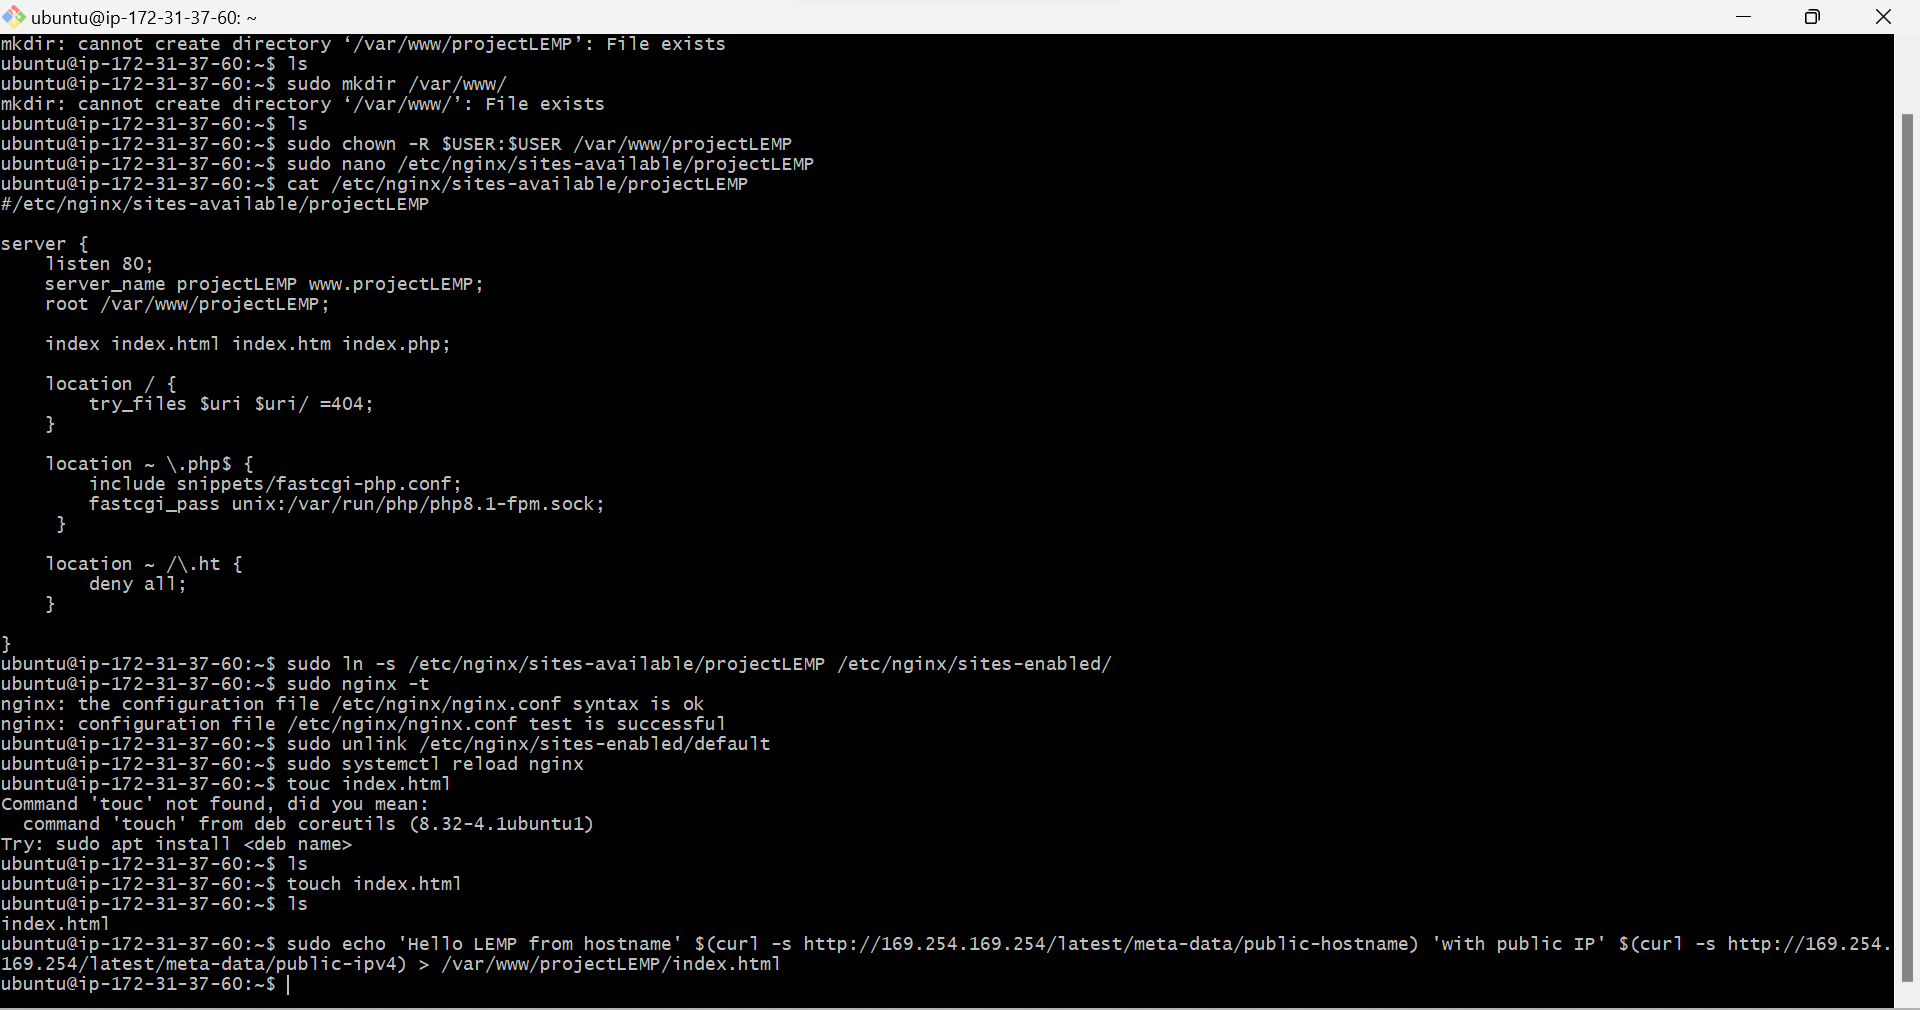 ubuntu@ip-172-31-37-60: ~
mkdir: cannot create directory ‘/var/www/projectLEMP’: File exists
ubuntu@ip-172-31-37-60:~$ ls
ubuntu@ip-172-31-37-60:~$ sudo mkdir /var/www/
mkdir: cannot create directory ‘/var/www/’: File exists
ubuntu@ip-172-31-37-60:~$ ls
ubuntu@ip-172-31-37-60:~$ sudo chown -R $USER:$USER /var/www/projectLEMP
ubuntu@ip-172-31-37-60:~$ sudo nano /etc/nginx/sites-available/projectLEMP
ubuntu@ip-172-31-37-60:~$ cat /etc/nginx/sites-available/projectLEMP
#/etc/nginx/sites-available/projectLEMP
server {
    listen 80;
    server_name projectLEMP www.projectLEMP;
    root /var/www/projectLEMP;
    index index.html index.htm index.php;
    location / {
        try_files $uri $uri/ =404;
    }
    location ~ \.php$ {
        include snippets/fastcgi-php.conf;
        fastcgi_pass unix:/var/run/php/php8.1-fpm.sock;
     }
    location ~ /\.ht {
        deny all;
    }
}
ubuntu@ip-172-31-37-60:~$ sudo ln -s /etc/nginx/sites-available/projectLEMP /etc/nginx/sites-enabled/
ubuntu@ip-172-31-37-60:~$ sudo nginx -t
nginx: the configuration file /etc/nginx/nginx.conf syntax is ok
nginx: configuration file /etc/nginx/nginx.conf test is successful
ubuntu@ip-172-31-37-60:~$ sudo unlink /etc/nginx/sites-enabled/default
ubuntu@ip-172-31-37-60:~$ sudo systemctl reload nginx
ubuntu@ip-172-31-37-60:~$ touc index.html
Command 'touc' not found, did you mean:
  command 'touch' from deb coreutils (8.32-4.1ubuntu1)
Try: sudo apt install <deb name>
ubuntu@ip-172-31-37-60:~$ ls
ubuntu@ip-172-31-37-60:~$ touch index.html
ubuntu@ip-172-31-37-60:~$ ls
index.html
ubuntu@ip-172-31-37-60:~$ sudo echo 'Hello LEMP from hostname' $(curl -s http://169.254.169.254/latest/meta-data/public-hostname) 'with public IP' $(curl -s http://169.254.
169.254/latest/meta-data/public-ipv4) > /var/www/projectLEMP/index.html
ubuntu@ip-172-31-37-60:~$